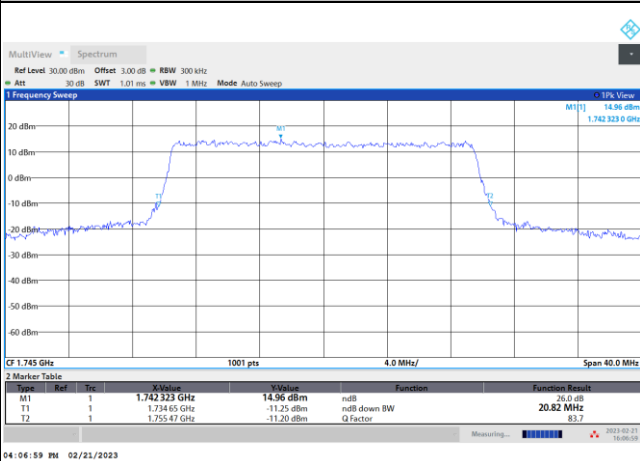 MultiView Spectrum
Ref Level 30.00 dBm Offset 3.00 dB RBW 300 kHz
Att 30 dB SWT 1.01 ms VBW 1 MHz Mode Auto Sweep
1 Frequency Sweep 1Pk View
M1[1] 14.96 dBm
1.742 323 0 GHz
M1
20 dBm
10 dBm
0 dBm
T1 T2
-10 dBm
-20 dBm
-30 dBm
-40 dBm
-50 dBm
-60 dBm
CF 1.745 GHz 1001 pts 4.0 MHz/ Span 40.0 MHz
2 Marker Table
Type Ref Trc X-Value Y-Value Function Function Result
M1 1 1.742 323 GHz 14.96 dBm ndB 26.0 dB
T1 1 1.734 65 GHz -11.25 dBm ndB down BW 20.82 MHz
T2 1 1.755 47 GHz -11.20 dBm Q Factor 83.7
Measuring... 2023-02-21
16:06:59
04:06:59 PM 02/21/2023